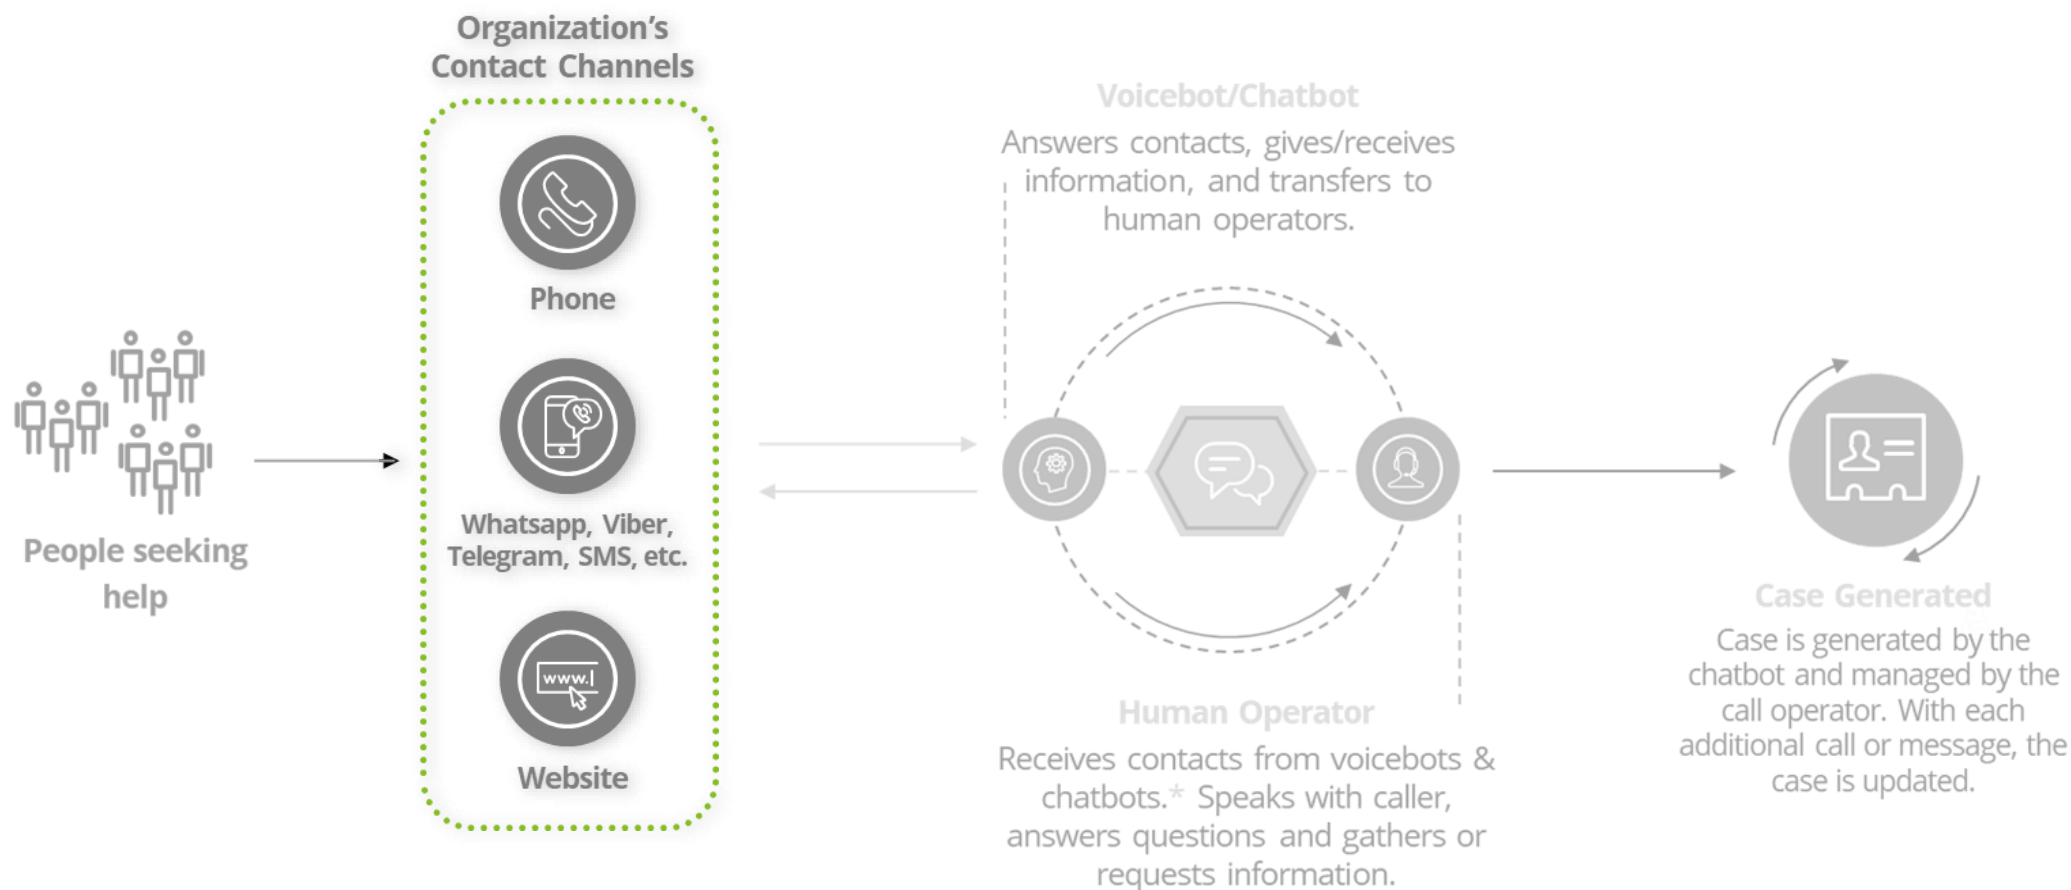 Organization's
Contact Channels
Phone
Whatsapp, Viber,
Telegram, SMS, etc.
www.
Website
People seeking
help
Voicebot/Chatbot
Answers contacts, gives/receives
information, and transfers to
human operators.
Human Operator
Receives contacts from voicebots &
chatbots.* Speaks with caller,
answers questions and gathers or
requests information.
Case Generated
Case is generated by the
chatbot and managed by the
call operator. With each
additional call or message, the
case is updated.